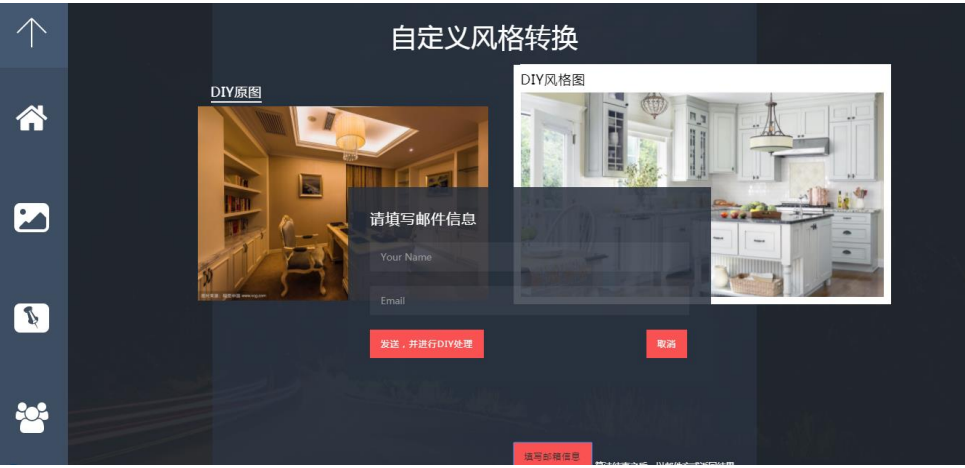 自定义风格转换
DIY原图
DIY风格图
请填写邮件信息
Your Name
Email
发送，并进行DIY处理
取消
填写邮箱信息